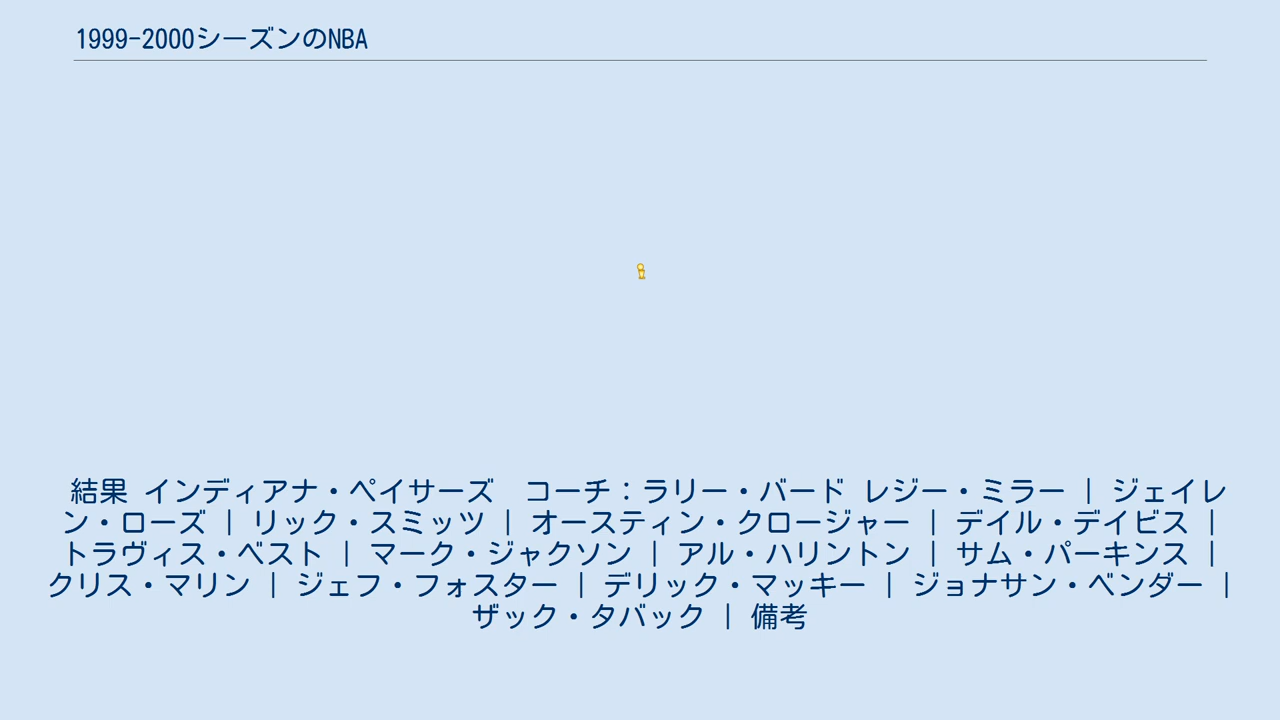 1999-2000シーズンのNBA
結果 インディアナ・ペイサーズ　コーチ：ラリー・バード レジー・ミラー | ジェイレ
ン・ローズ | リック・スミッツ | オースティン・クロージャー | デイル・デイビス |
トラヴィス・ベスト | マーク・ジャクソン | アル・ハリントン | サム・パーキンス |
クリス・マリン | ジェフ・フォスター | デリック・マッキー | ジョナサン・ベンダー |
ザック・タバック | 備考